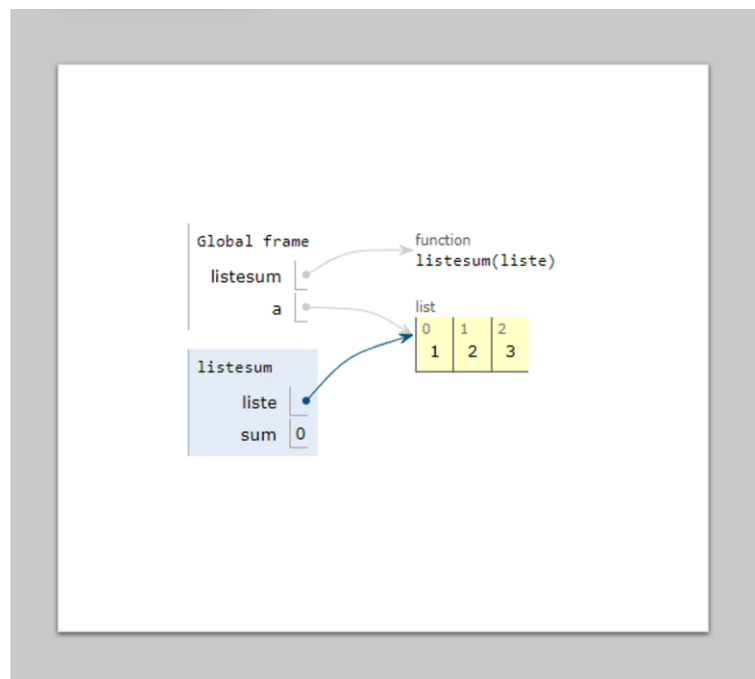 Global frame
listesum
a
function
listesum(liste)
list
0 1 2
1 2 3
listesum
liste
sum 0